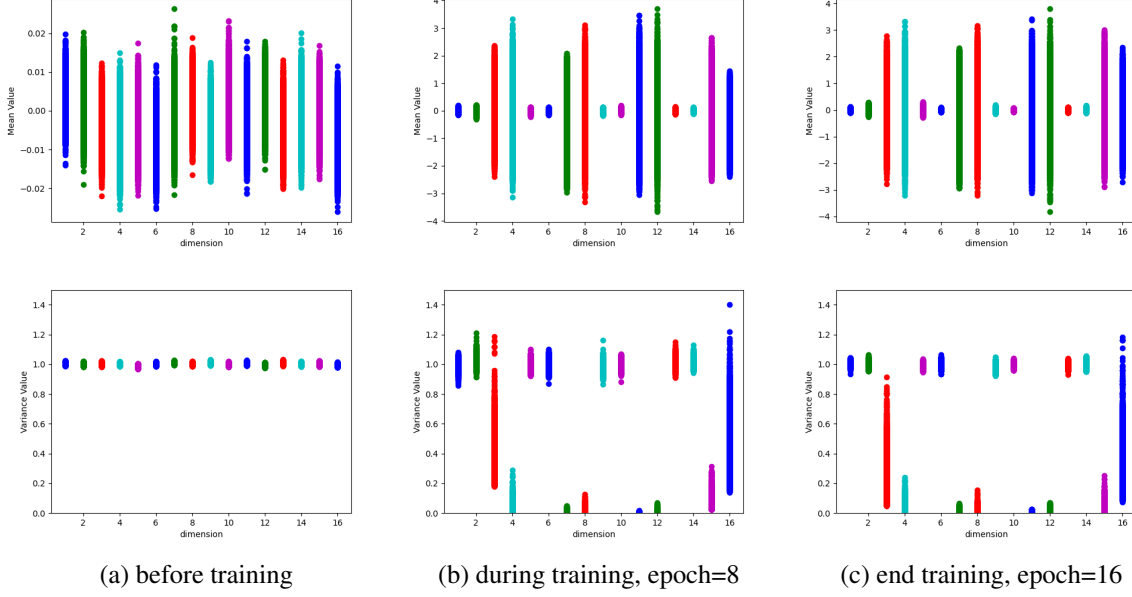 0.02
0.01
0.00
−0.01
−0.02
Mean Value
2 4 6 8 10 12 14 16
dimension
4
3
2
1
0
−1
−2
−3
−4
Mean Value
2 4 6 8 10 12 14 16
dimension
4
3
2
1
0
−1
−2
−3
−4
Mean Value
2 4 6 8 10 12 14 16
dimension
1.4
1.2
1.0
0.8
0.6
0.4
0.2
0.0
Variance Value
2 4 6 8 10 12 14 16
dimension
1.4
1.2
1.0
0.8
0.6
0.4
0.2
0.0
Variance Value
2 4 6 8 10 12 14 16
dimension
1.4
1.2
1.0
0.8
0.6
0.4
0.2
0.0
Variance Value
2 4 6 8 10 12 14 16
dimension
(a) before training
(b) during training, epoch=8
(c) end training, epoch=16